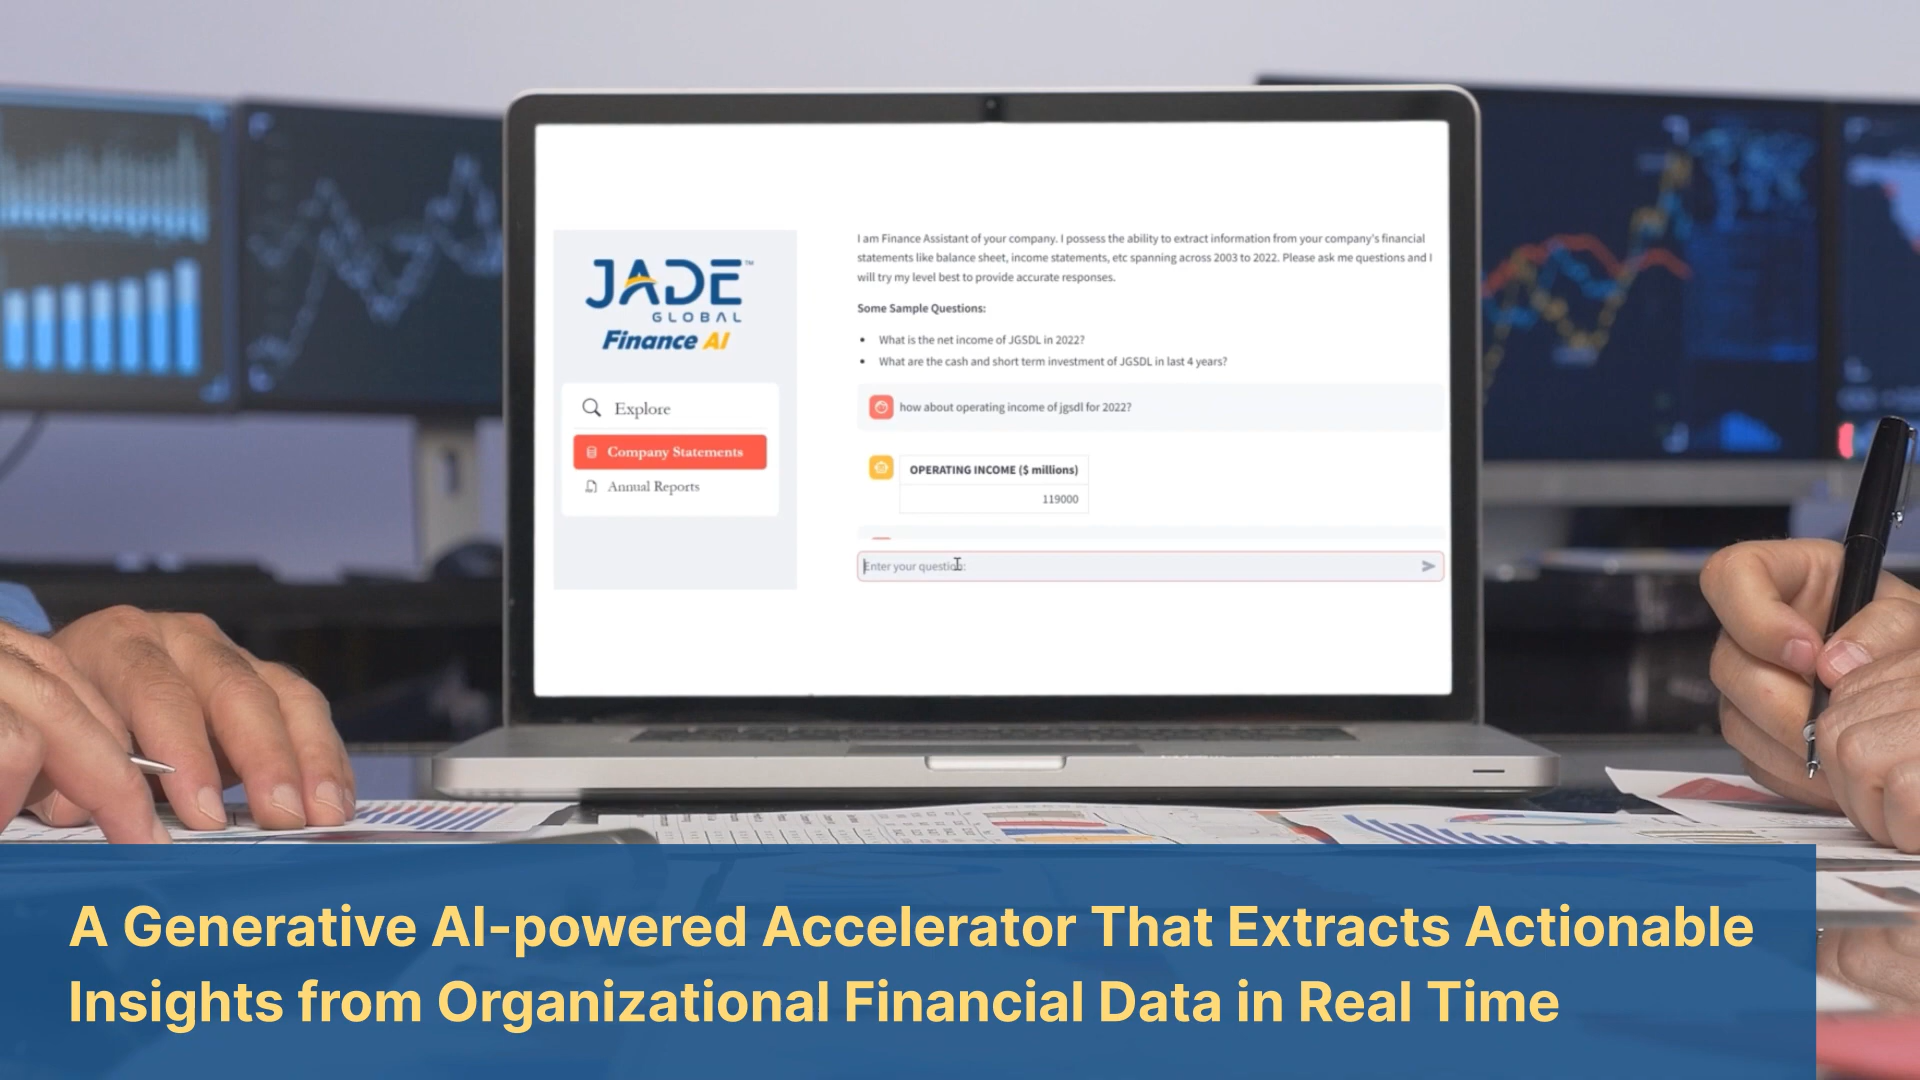 JADE™
GLOBAL
Finance AI
Explore
Company Statements
Annual Reports
I am Finance Assistant of your company. I possess the ability to extract information from your company's financial
statements like balance sheet, income statements, etc spanning across 2003 to 2022. Please ask me questions and I
will try my level best to provide accurate responses.
Some Sample Questions:
• What is the net income of JGSDL in 2022?
• What are the cash and short term investment of JGSDL in last 4 years?
how about operating income of jgsdl for 2022?
OPERATING INCOME ($ millions)
119000
Enter your question:
A Generative AI-powered Accelerator That Extracts Actionable
Insights from Organizational Financial Data in Real Time